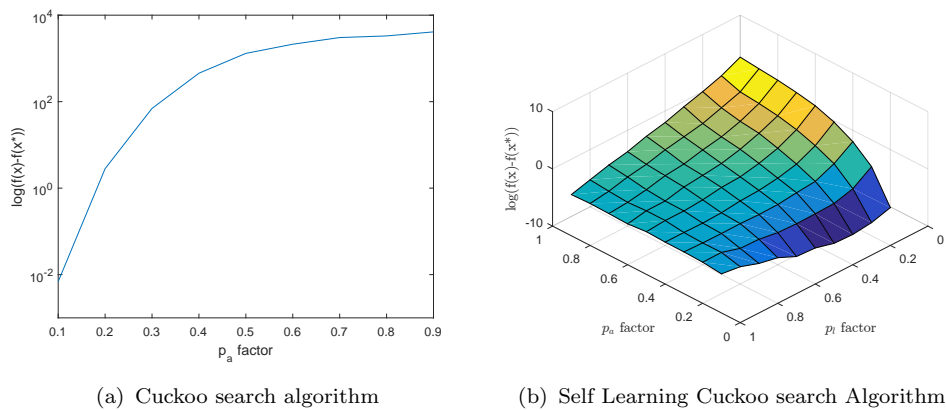 10^4
10^2
10^0
10^-2
log(f(x)-f(x*))
0.1 0.2 0.3 0.4 0.5 0.6 0.7 0.8 0.9
p_a factor
(a) Cuckoo search algorithm
10
0
-10
log(f(x)-f(x*))
1 0.8 0.6 0.4 0.2 0
p_a factor
1 0.8 0.6 0.4 0.2 0
p_l factor
(b) Self Learning Cuckoo search Algorithm